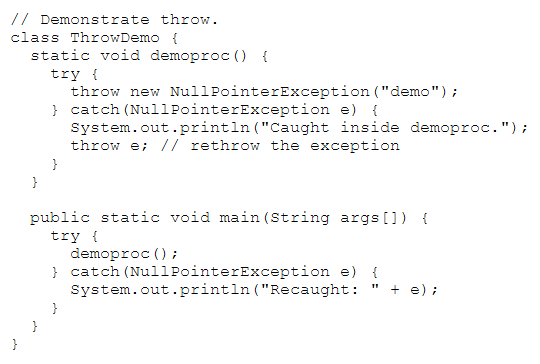 // Demonstrate throw.
class ThrowDemo {
  static void demoproc() {
    try {
      throw new NullPointerException("demo");
    } catch(NullPointerException e) {
      System.out.println("Caught inside demoproc.");
      throw e; // rethrow the exception
    }
  }

  public static void main(String args[]) {
    try {
      demoproc();
    } catch(NullPointerException e) {
      System.out.println("Recaught: " + e);
    }
  }
}